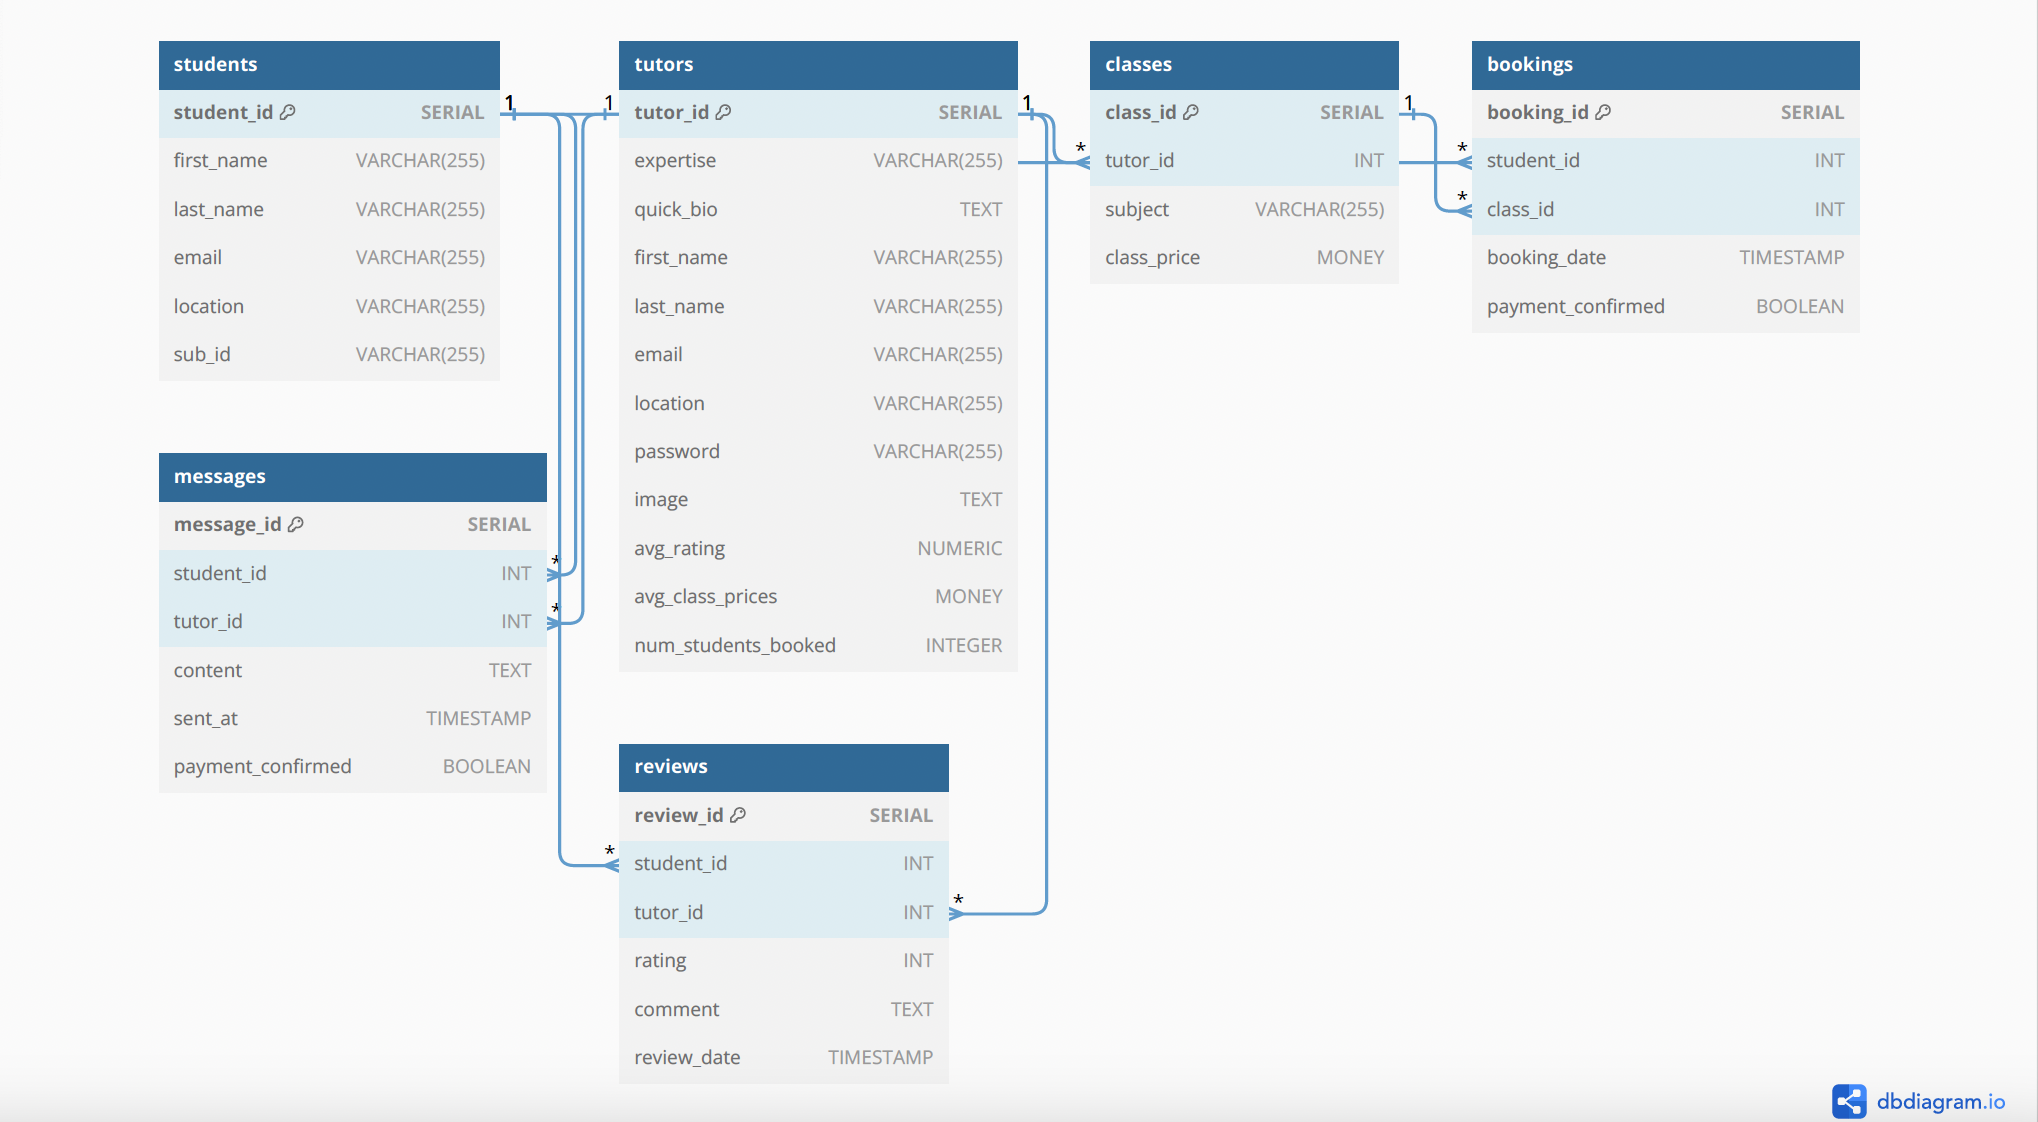 students
student_id SERIAL
first_name VARCHAR(255)
last_name VARCHAR(255)
email VARCHAR(255)
location VARCHAR(255)
sub_id VARCHAR(255)
1
1
tutors
tutor_id SERIAL
expertise VARCHAR(255)
quick_bio TEXT
first_name VARCHAR(255)
last_name VARCHAR(255)
email VARCHAR(255)
location VARCHAR(255)
password VARCHAR(255)
image TEXT
avg_rating NUMERIC
avg_class_prices MONEY
num_students_booked INTEGER
1
*
classes
class_id SERIAL
tutor_id INT
subject VARCHAR(255)
class_price MONEY
1
*
*
bookings
booking_id SERIAL
student_id INT
class_id INT
booking_date TIMESTAMP
payment_confirmed BOOLEAN
messages
message_id SERIAL
student_id INT
tutor_id INT
content TEXT
sent_at TIMESTAMP
payment_confirmed BOOLEAN
*
*
reviews
review_id SERIAL
student_id INT
tutor_id INT
rating INT
comment TEXT
review_date TIMESTAMP
*
*
dbdiagram.io